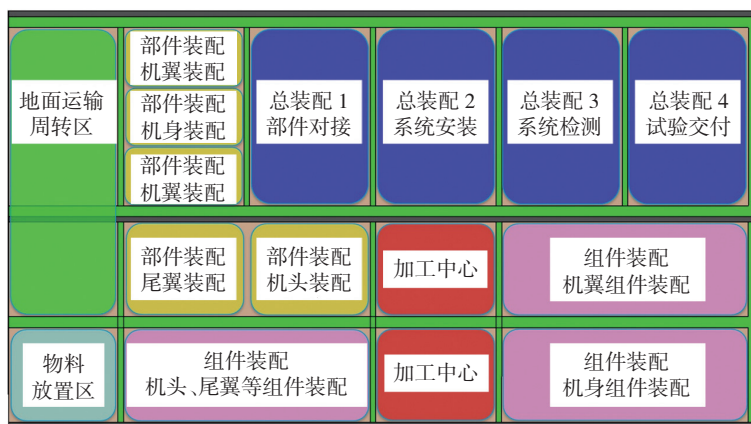 地面运输
周转区
部件装配
机翼装配
部件装配
机身装配
部件装配
机翼装配
总装配 1
部件对接
总装配 2
系统安装
总装配 3
系统检测
总装配 4
试验交付
部件装配
尾翼装配
部件装配
机头装配
加工中心
组件装配
机翼组件装配
物料
放置区
组件装配
机头、尾翼等组件装配
加工中心
组件装配
机身组件装配